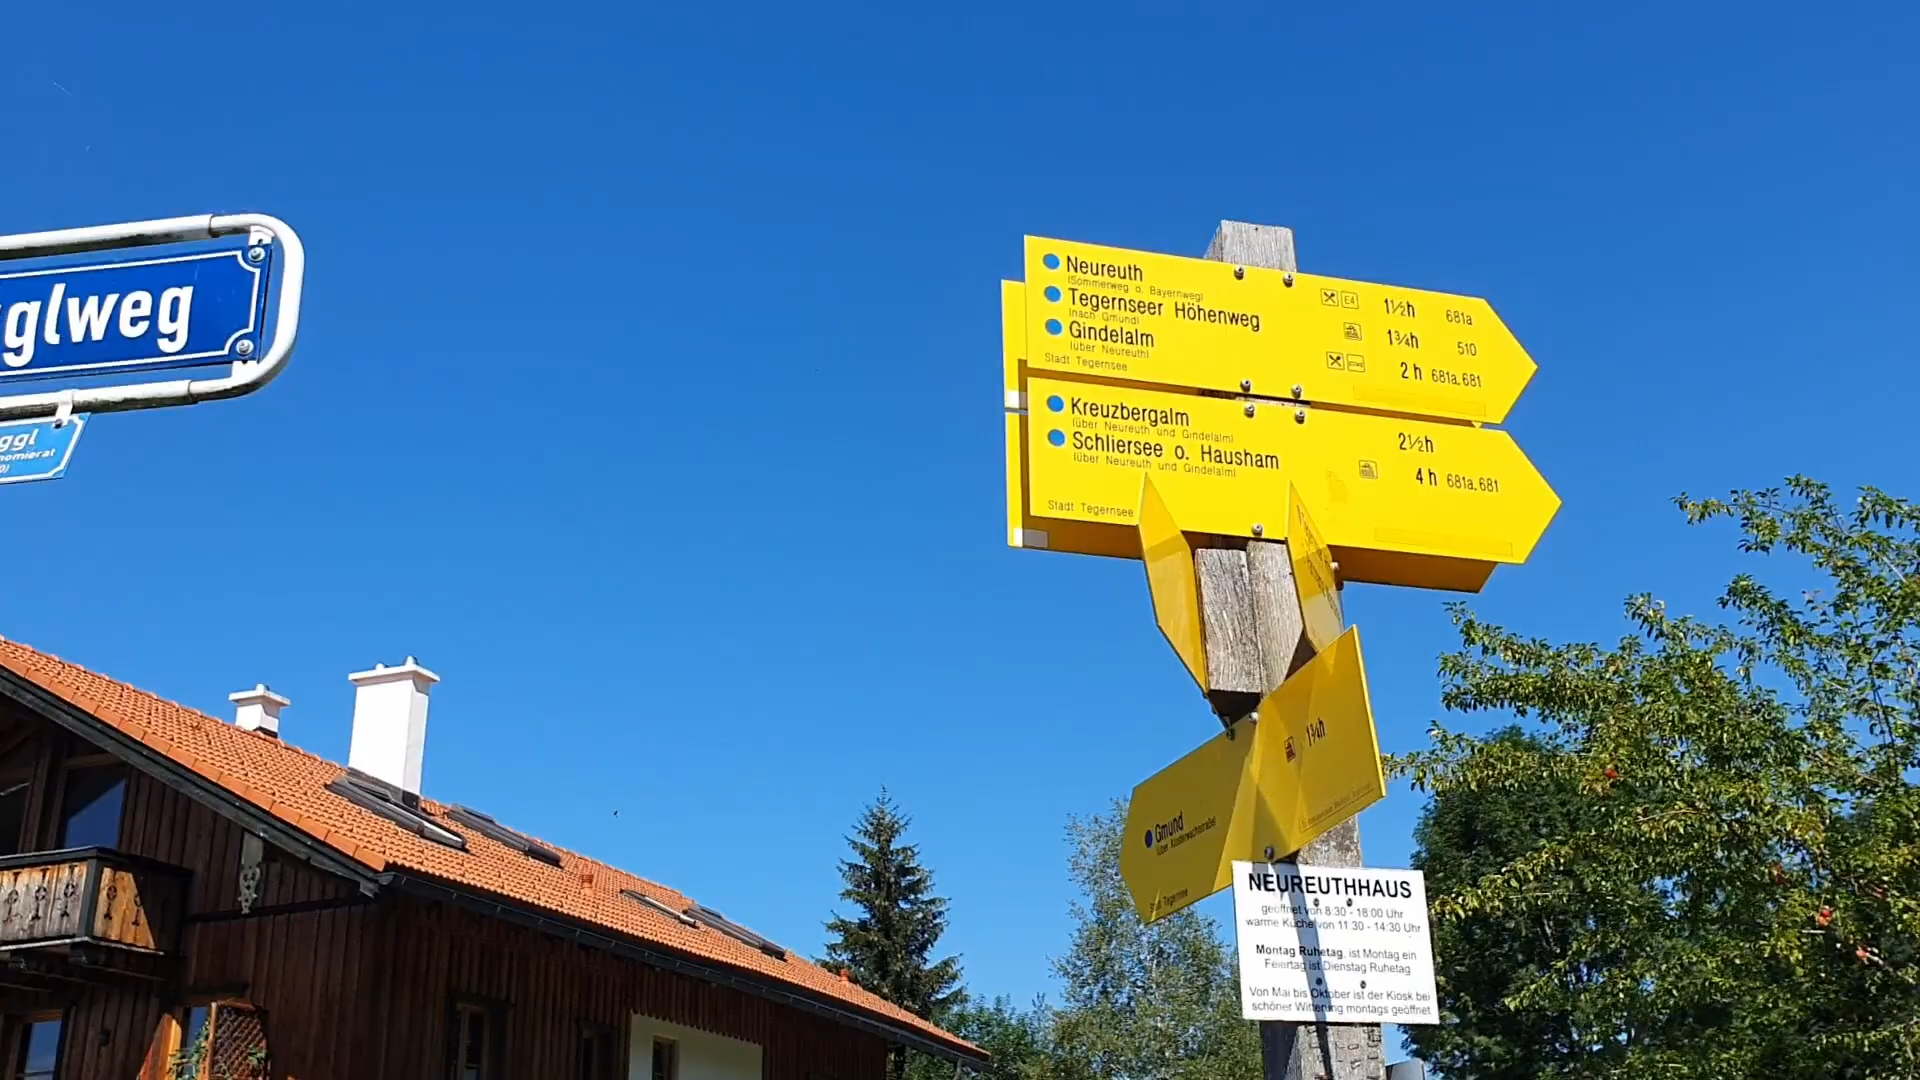 glweg
ggl
Neureuth
(Sommerweg o. Bayernweg)
E4 1½h 681a
Tegernseer Höhenweg
(nach Gmund)
1¾h 510
Gindelalm
(über Neureuth)
2 h 681a, 681
Stadt Tegernsee
Kreuzbergalm
(über Neureuth und Gindelalm)
2½h
Schliersee o. Hausham
(über Neureuth und Gindelalm)
4 h 681a, 681
Stadt Tegernsee
1¾h
Gmund
Stadt Tegernsee
NEUREUTHHAUS
geöffnet von 8:30 - 18:00 Uhr
warme Küche von 11:30 - 14:30 Uhr
Montag Ruhetag, ist Montag ein
Feiertag ist Dienstag Ruhetag
Von Mai bis Oktober ist der Kiosk bei
schöner Witterung montags geöffnet